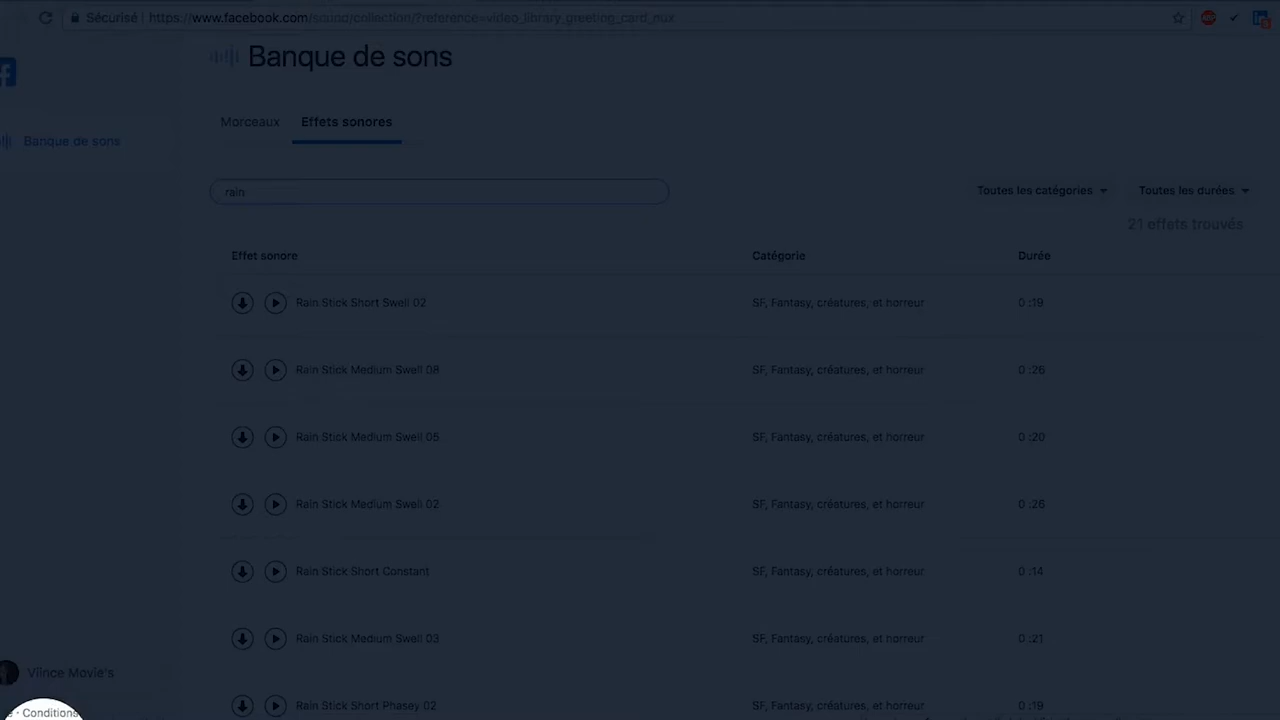 Sécurisé | https://www.facebook.com/sound/collection/?reference=video_library_greeting_card_nux
Banque de sons
Morceaux Effets sonores
Banque de sons
rain
Toutes les catégories Toutes les durées
21 effets trouvés
Effet sonore Catégorie Durée
Rain Stick Short Swell 02 SF, Fantasy, créatures, et horreur 0 :19
Rain Stick Medium Swell 08 SF, Fantasy, créatures, et horreur 0 :26
Rain Stick Medium Swell 05 SF, Fantasy, créatures, et horreur 0 :20
Rain Stick Medium Swell 02 SF, Fantasy, créatures, et horreur 0 :26
Rain Stick Short Constant SF, Fantasy, créatures, et horreur 0 :14
Rain Stick Medium Swell 03 SF, Fantasy, créatures, et horreur 0 :21
Viince Movie's
Rain Stick Short Phasey 02 SF, Fantasy, créatures, et horreur 0 :19
· Conditions